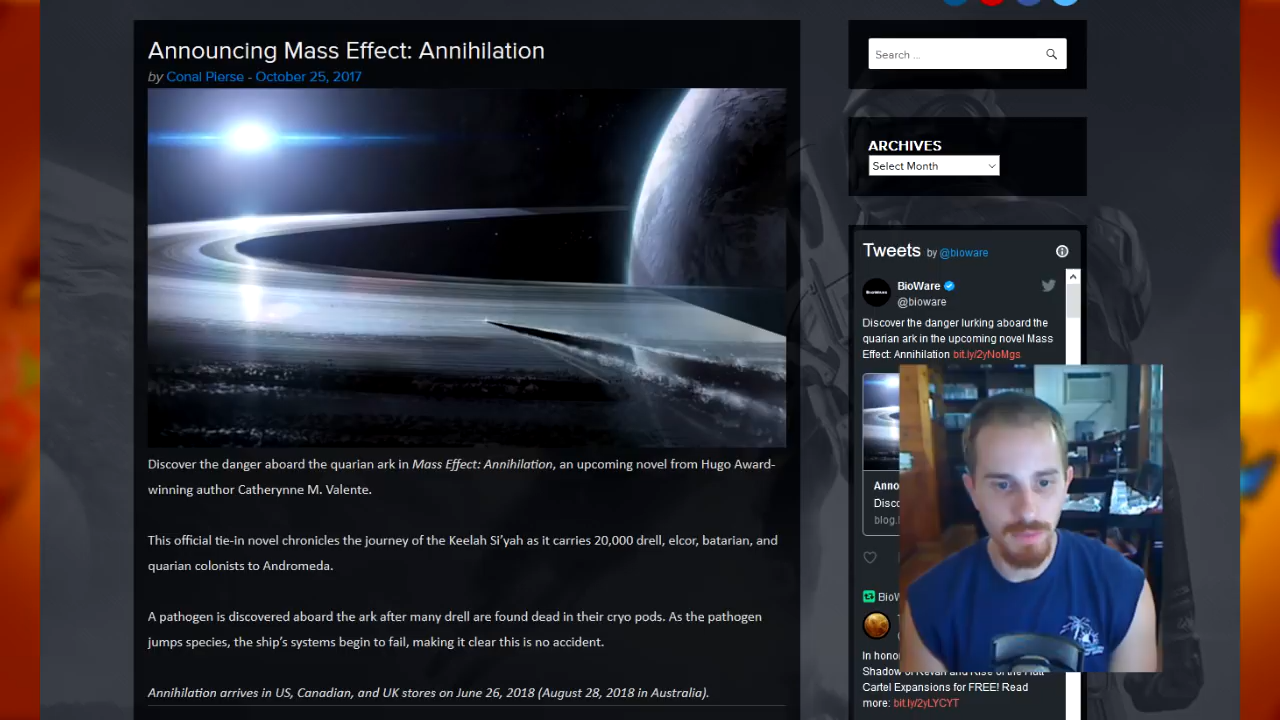 Announcing Mass Effect: Annihilation
by Conal Pierse - October 25, 2017
Discover the danger aboard the quarian ark in Mass Effect: Annihilation, an upcoming novel from Hugo Award-
winning author Catherynne M. Valente.
This official tie-in novel chronicles the journey of the Keelah Si'yah as it carries 20,000 drell, elcor, batarian, and
quarian colonists to Andromeda.
A pathogen is discovered aboard the ark after many drell are found dead in their cryo pods. As the pathogen
jumps species, the ship's systems begin to fail, making it clear this is no accident.
Annihilation arrives in US, Canadian, and UK stores on June 26, 2018 (August 28, 2018 in Australia).
Search ...
ARCHIVES
Select Month
Tweets by @bioware
BioWare
@bioware
Discover the danger lurking aboard the
quarian ark in the upcoming novel Mass
Effect: Annihilation bit.ly/2yNoMgs
Cartel Expansions for FREE! Read
more: bit.ly/2yLYCYT